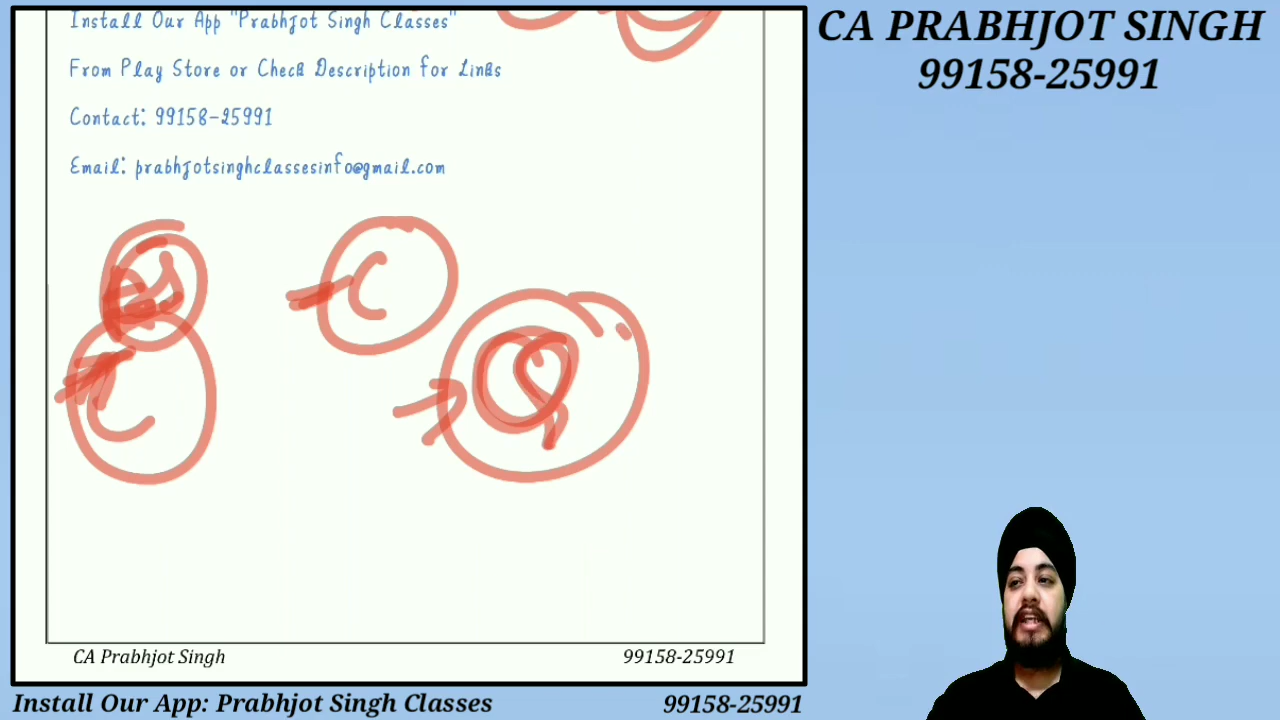 Install Our App "Prabhjot Singh Classes"
From Play Store or Check Description for Links
Contact: 99158-25991
Email: prabhjotsinghclassesinfo@gmail.com
C
C
CA Prabhjot Singh 99158-25991
CA PRABHJOT SINGH
99158-25991
Install Our App: Prabhjot Singh Classes 99158-25991